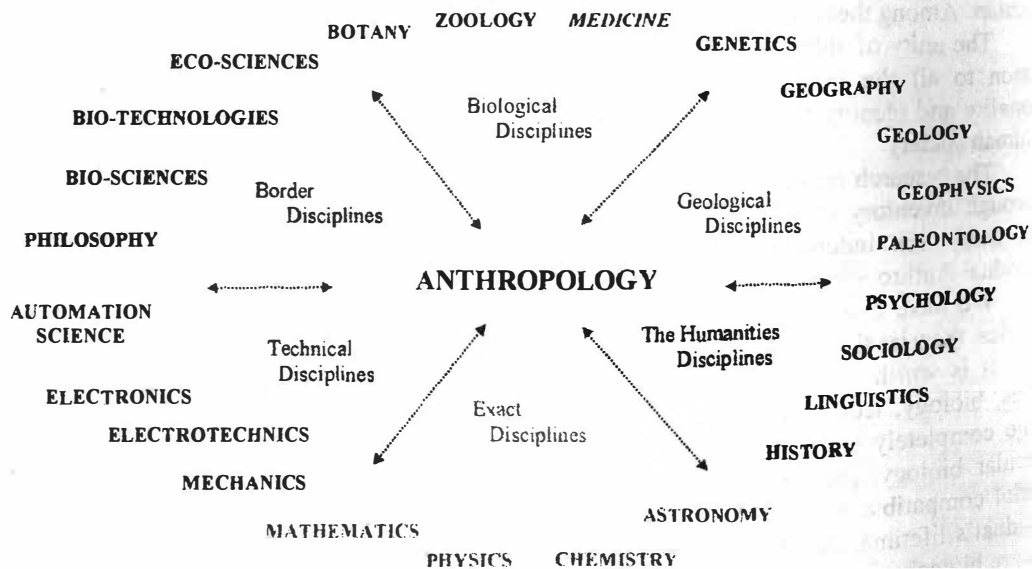 ZOOLOGY
MEDICINE
BOTANY
GENETICS
ECO-SCIENCES
GEOGRAPHY
Biological
Disciplines
BIO-TECHNOLOGIES
GEOLOGY
BIO-SCIENCES
Border
Disciplines
Geological
Disciplines
GEOPHYSICS
PHILOSOPHY
PALEONTOLOGY
ANTHROPOLOGY
PSYCHOLOGY
AUTOMATION
SCIENCE
Technical
Disciplines
The Humanities
Disciplines
SOCIOLOGY
ELECTRONICS
LINGUISTICS
Exact
Disciplines
ELECTROTECHNICS
HISTORY
MECHANICS
ASTRONOMY
MATHEMATICS
PHYSICS
CHEMISTRY